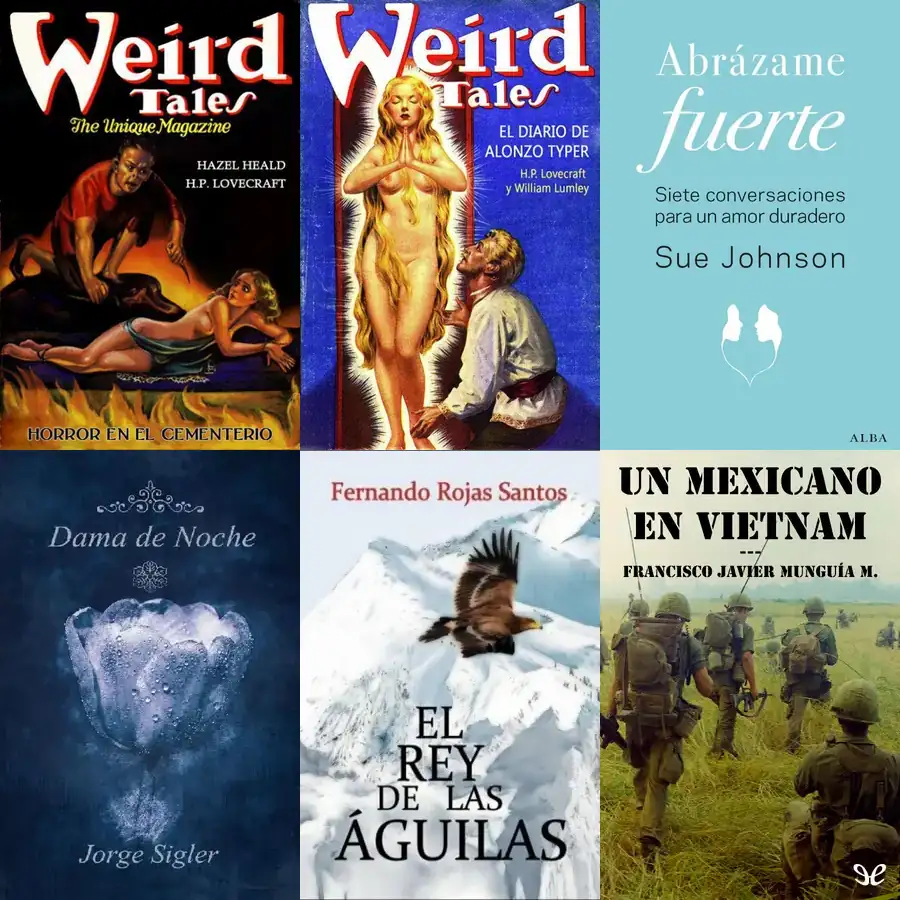 Weird
Tales
The Unique Magazine
HAZEL HEALD
H.P. LOVECRAFT
HORROR EN EL CEMENTERIO
Weird
Tales
EL DIARIO DE
ALONZO TYPER
H.P. Lovecraft
y William Lumley
Abrázame
fuerte
Siete conversaciones
para un amor duradero
Sue Johnson
ALBA
Dama de Noche
Jorge Sigler
Fernando Rojas Santos
EL
REY
DE LAS
ÁGUILAS
UN MEXICANO
EN VIETNAM
---
FRANCISCO JAVIER MUNGUÍA M.